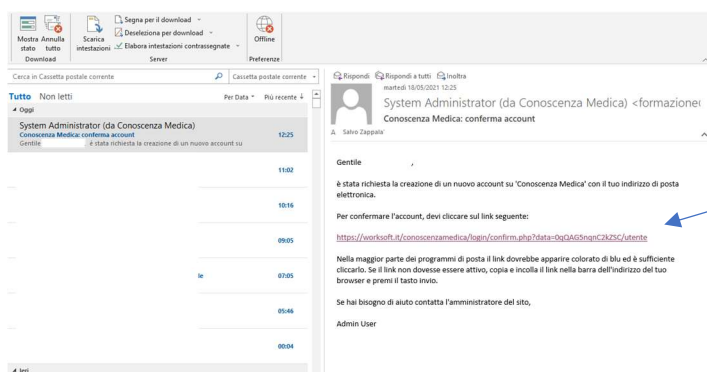 Mostra stato
Annulla tutto
Scarica intestazioni
Segna per il download
Deseleziona per download
Elabora intestazioni contrassegnate
Offline
Download
Server
Preferenze
Cerca in Cassetta postale corrente
Cassetta postale corrente
Tutto Non letti
Per Data Più recente ↓
Oggi
System Administrator (da Conoscenza Medica)
Conoscenza Medica: conferma account 12:25
Gentile , è stata richiesta la creazione di un nuovo account su
11:02
10:16
09:05
ie 07:05
05:46
00:04
Ieri
Rispondi Rispondi a tutti Inoltra
martedì 18/05/2021 12:25
System Administrator (da Conoscenza Medica) <formazione
Conoscenza Medica: conferma account
A Salvo Zappala'
Gentile ,
è stata richiesta la creazione di un nuovo account su 'Conoscenza Medica' con il tuo indirizzo di posta
elettronica.
Per confermare l'account, devi cliccare sul link seguente:
https://worksoft.it/conoscenzamedica/login/confirm.php?data=0qQAG5nqnC2kZSC/utente
Nella maggior parte dei programmi di posta il link dovrebbe apparire colorato di blu ed è sufficiente
cliccarlo. Se il link non dovesse essere attivo, copia e incolla il link nella barra dell'indirizzo del tuo
browser e premi il tasto invio.
Se hai bisogno di aiuto contatta l'amministratore del sito,
Admin User